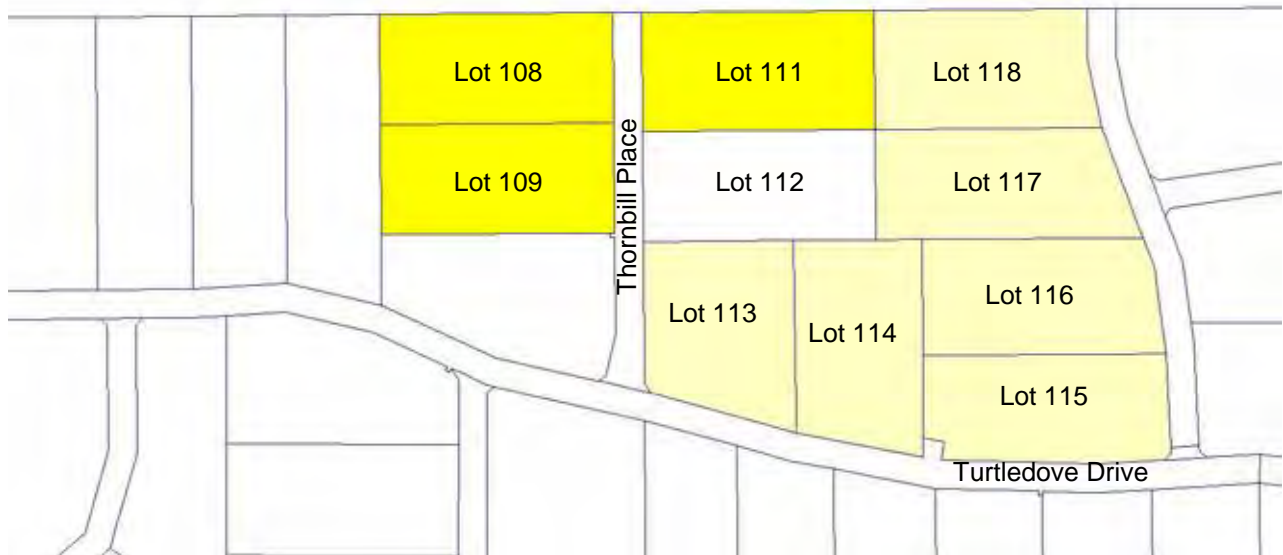 Lot 108
Lot 111
Lot 118
Lot 109
Thornbill Place
Lot 112
Lot 117
Lot 113
Lot 114
Lot 116
Lot 115
Turtledove Drive